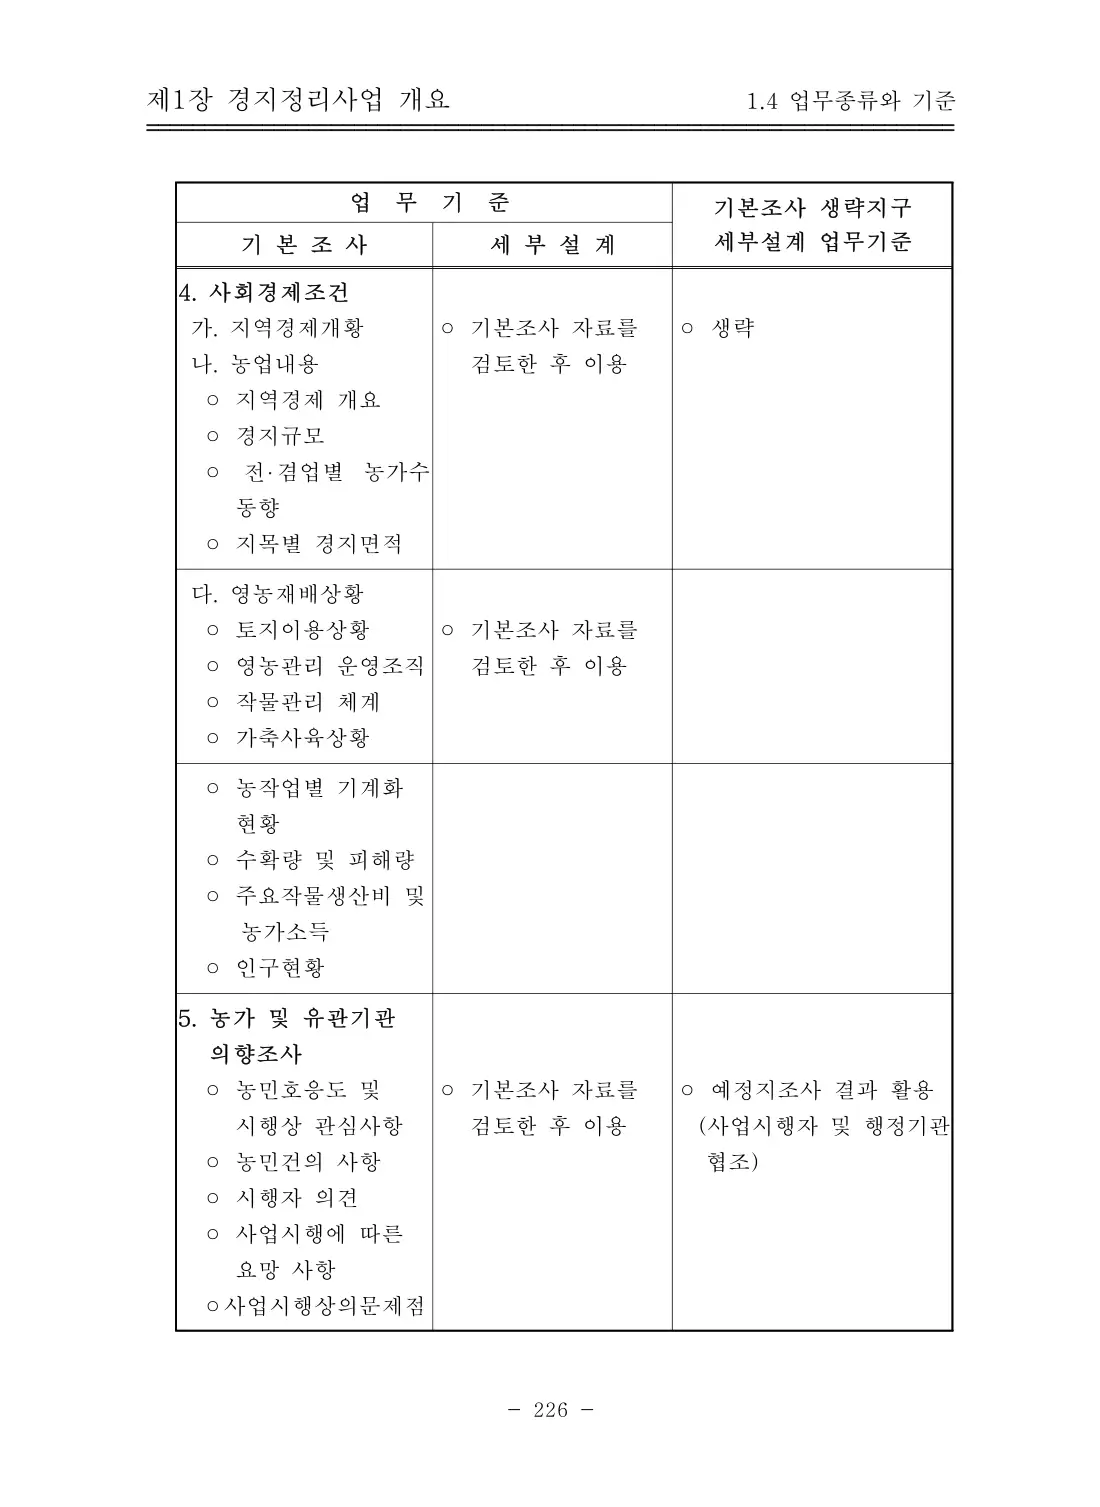 제1장 경지정리사업 개요
1.4 업무종류와 기준
업 무 기 준
기본조사 생략지구
세부설계 업무기준
기 본 조 사
세 부 설 계
4. 사회경제조건
가. 지역경제개황
○ 기본조사 자료를
○ 생략
나. 농업내용
검토한 후 이용
○ 지역경제 개요
○ 경지규모
○ 전·겸업별 농가수
동향
○ 지목별 경지면적
다. 영농재배상황
○ 토지이용상황
○ 기본조사 자료를
○ 영농관리 운영조직
검토한 후 이용
○ 작물관리 체계
○ 가축사육상황
○ 농작업별 기계화
현황
○ 수확량 및 피해량
○ 주요작물생산비 및
농가소득
○ 인구현황
5. 농가 및 유관기관
의향조사
○ 농민호응도 및
○ 기본조사 자료를
○ 예정지조사 결과 활용
시행상 관심사항
검토한 후 이용
(사업시행자 및 행정기관
○ 농민건의 사항
협조)
○ 시행자 의견
○ 사업시행에 따른
요망 사항
○사업시행상의문제점
- 226 -